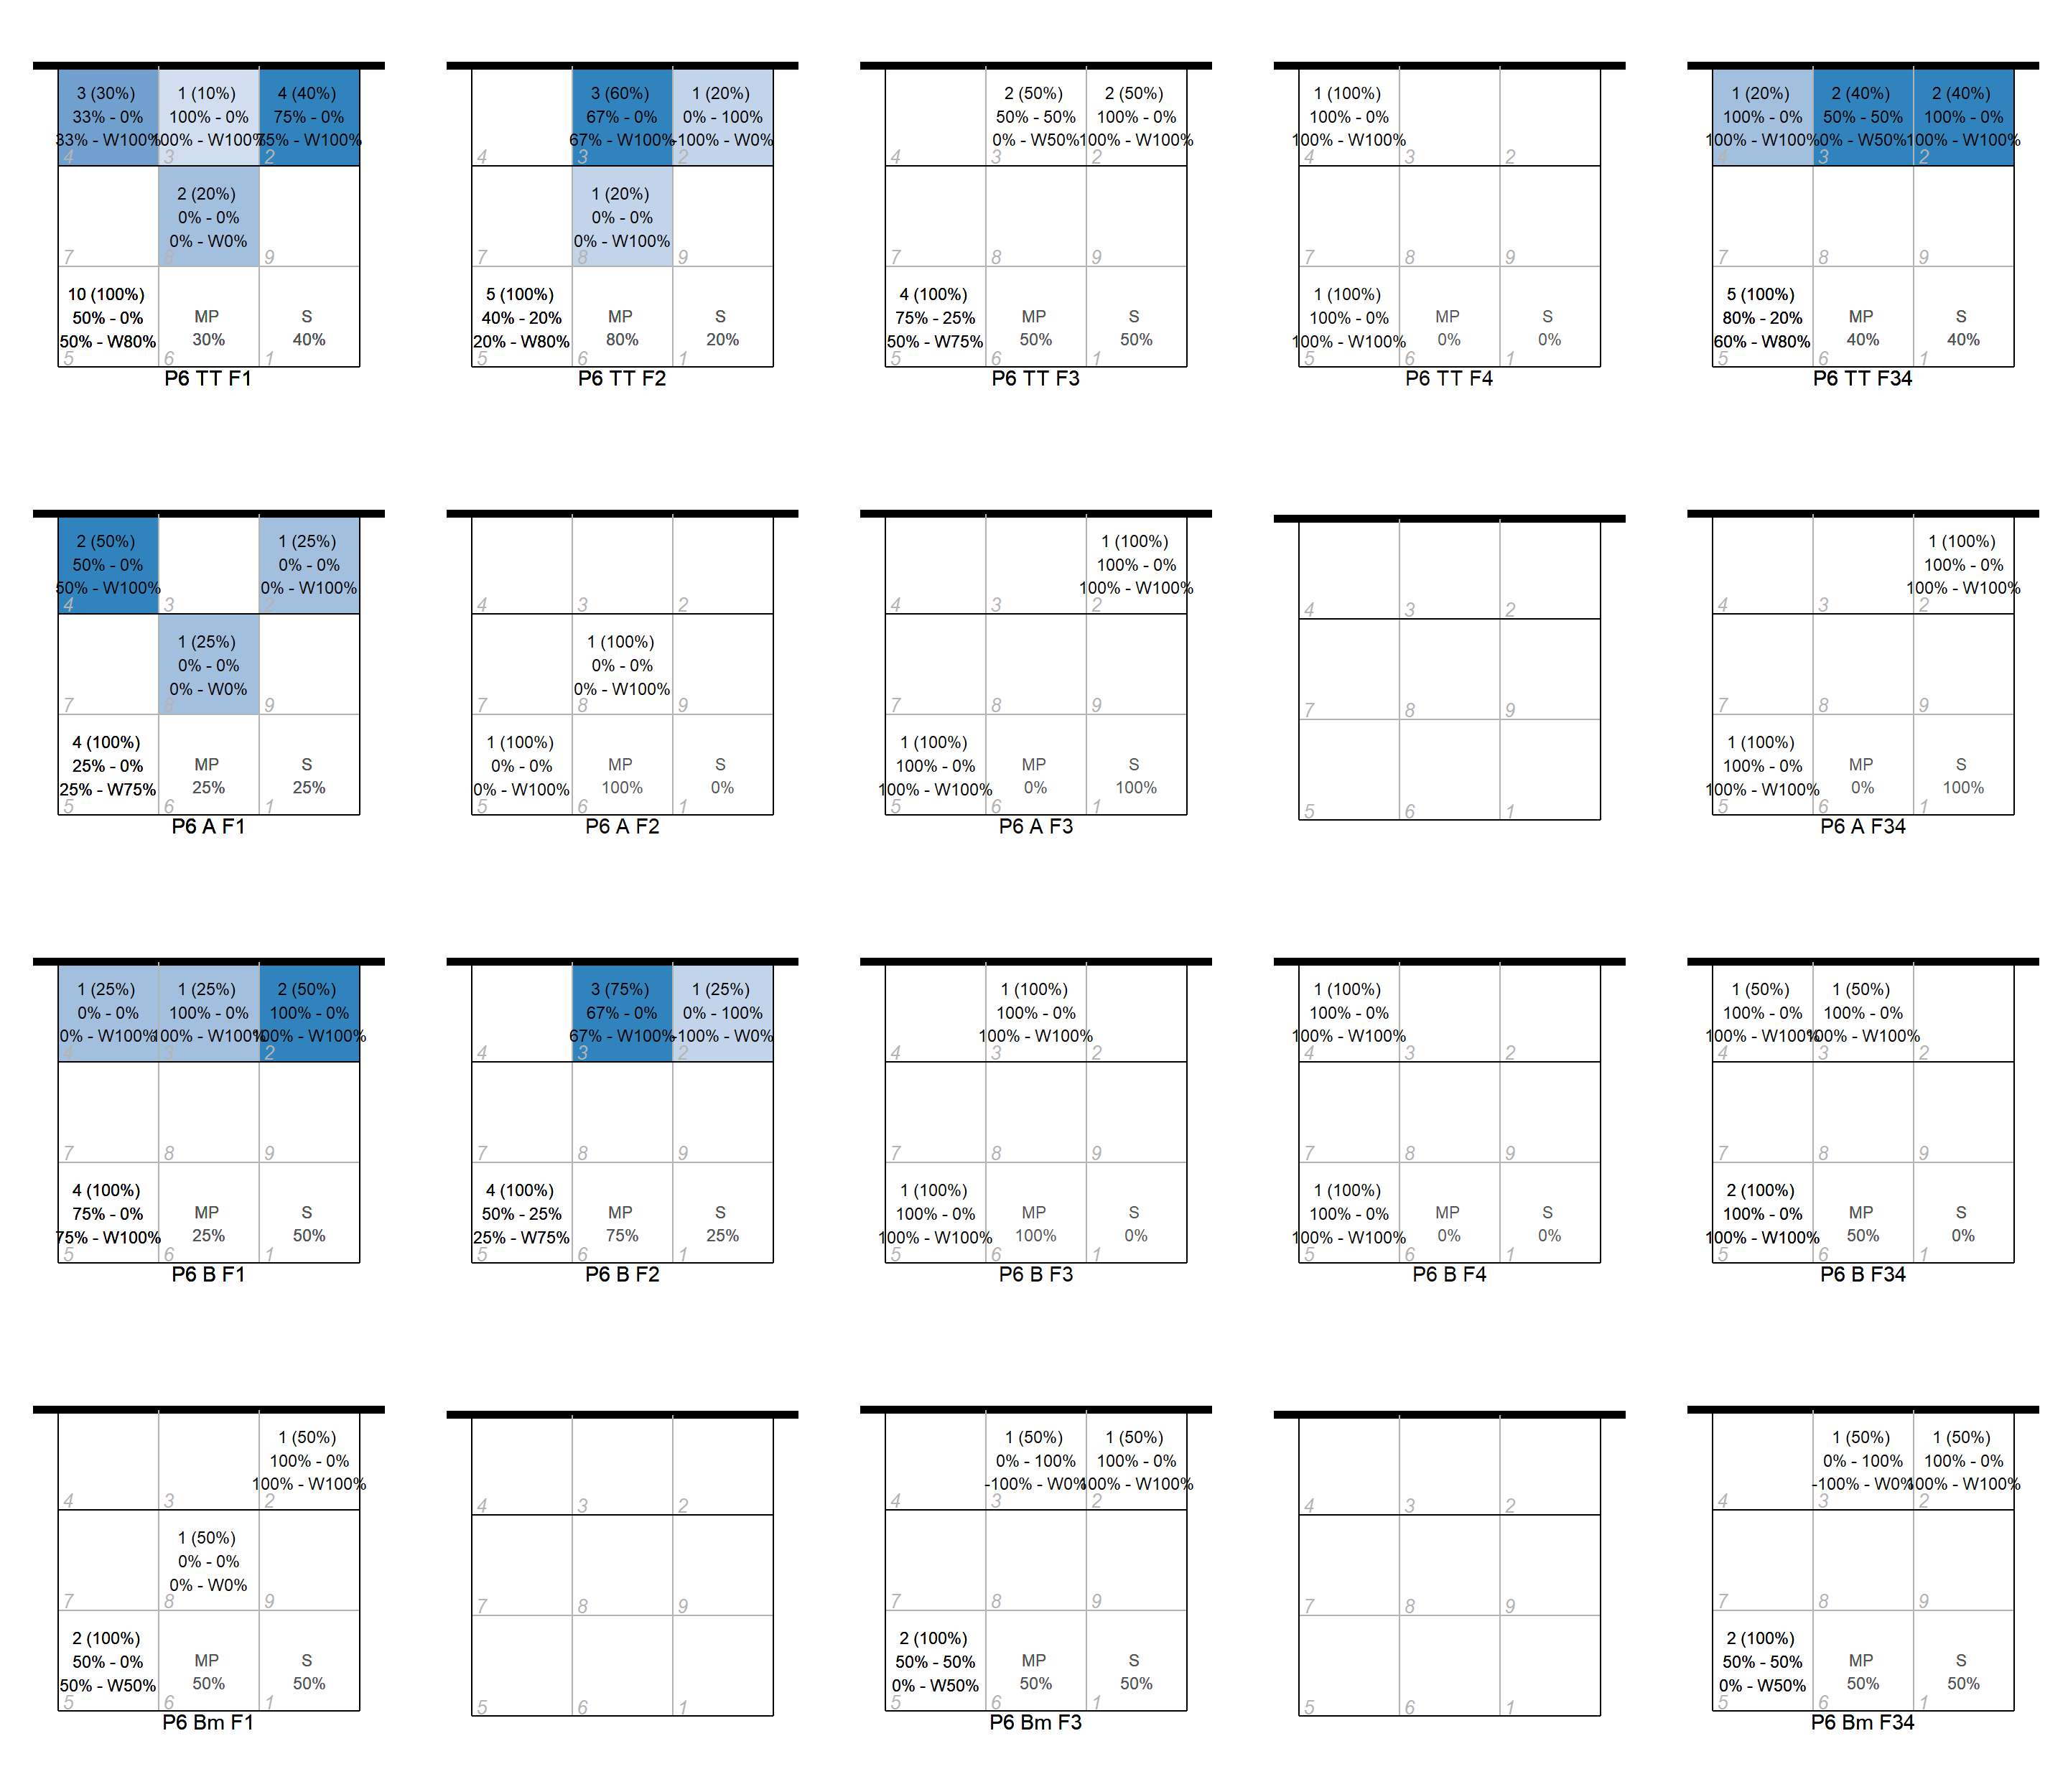 3 (30%)
33% - 0%
33% - W100%
4
1 (10%)
100% - 0%
100% - W100%
3
4 (40%)
75% - 0%
75% - W100%
2
7
2 (20%)
0% - 0%
0% - W0%
8
9
10 (100%)
50% - 0%
50% - W80%
5
MP
30%
6
S
40%
1
P6 TT F1
4
3 (60%)
67% - 0%
67% - W100%
3
1 (20%)
0% - 100%
-100% - W0%
2
7
1 (20%)
0% - 0%
0% - W100%
8
9
5 (100%)
40% - 20%
20% - W80%
5
MP
80%
6
S
20%
1
P6 TT F2
4
2 (50%)
50% - 50%
0% - W50%
3
2 (50%)
100% - 0%
100% - W100%
2
7
8
9
4 (100%)
75% - 25%
50% - W75%
5
MP
50%
6
S
50%
1
P6 TT F3
1 (100%)
100% - 0%
100% - W100%
4
3
2
7
8
9
1 (100%)
100% - 0%
100% - W100%
5
MP
0%
6
S
0%
1
P6 TT F4
1 (20%)
100% - 0%
100% - W100%
4
2 (40%)
50% - 50%
0% - W50%
3
2 (40%)
100% - 0%
100% - W100%
2
7
8
9
5 (100%)
80% - 20%
60% - W80%
5
MP
40%
6
S
40%
1
P6 TT F34
2 (50%)
50% - 0%
50% - W100%
4
3
1 (25%)
0% - 0%
0% - W100%
2
7
1 (25%)
0% - 0%
0% - W0%
8
9
4 (100%)
25% - 0%
25% - W75%
5
MP
25%
6
S
25%
1
P6 A F1
4
3
2
7
1 (100%)
0% - 0%
0% - W100%
8
9
1 (100%)
0% - 0%
0% - W100%
5
MP
100%
6
S
0%
1
P6 A F2
4
3
1 (100%)
100% - 0%
100% - W100%
2
7
8
9
1 (100%)
100% - 0%
100% - W100%
5
MP
0%
6
S
100%
1
P6 A F3
4
3
2
7
8
9
5
6
1
4
3
1 (100%)
100% - 0%
100% - W100%
2
7
8
9
1 (100%)
100% - 0%
100% - W100%
5
MP
0%
6
S
100%
1
P6 A F34
1 (25%)
0% - 0%
0% - W100%
4
1 (25%)
100% - 0%
100% - W100%
3
2 (50%)
100% - 0%
100% - W100%
2
7
8
9
4 (100%)
75% - 0%
75% - W100%
5
MP
25%
6
S
50%
1
P6 B F1
4
3 (75%)
67% - 0%
67% - W100%
3
1 (25%)
0% - 100%
-100% - W0%
2
7
8
9
4 (100%)
50% - 25%
25% - W75%
5
MP
75%
6
S
25%
1
P6 B F2
4
1 (100%)
100% - 0%
100% - W100%
3
2
7
8
9
1 (100%)
100% - 0%
100% - W100%
5
MP
100%
6
S
0%
1
P6 B F3
1 (100%)
100% - 0%
100% - W100%
4
3
2
7
8
9
1 (100%)
100% - 0%
100% - W100%
5
MP
0%
6
S
0%
1
P6 B F4
1 (50%)
100% - 0%
100% - W100%
4
1 (50%)
100% - 0%
100% - W100%
3
2
7
8
9
2 (100%)
100% - 0%
100% - W100%
5
MP
50%
6
S
0%
1
P6 B F34
4
3
1 (50%)
100% - 0%
100% - W100%
2
7
1 (50%)
0% - 0%
0% - W0%
8
9
2 (100%)
50% - 0%
50% - W50%
5
MP
50%
6
S
50%
1
P6 Bm F1
4
3
2
7
8
9
5
6
1
4
1 (50%)
0% - 100%
-100% - W0%
3
1 (50%)
100% - 0%
100% - W100%
2
7
8
9
2 (100%)
50% - 50%
0% - W50%
5
MP
50%
6
S
50%
1
P6 Bm F3
4
3
2
7
8
9
5
6
1
4
1 (50%)
0% - 100%
-100% - W0%
3
1 (50%)
100% - 0%
100% - W100%
2
7
8
9
2 (100%)
50% - 50%
0% - W50%
5
MP
50%
6
S
50%
1
P6 Bm F34